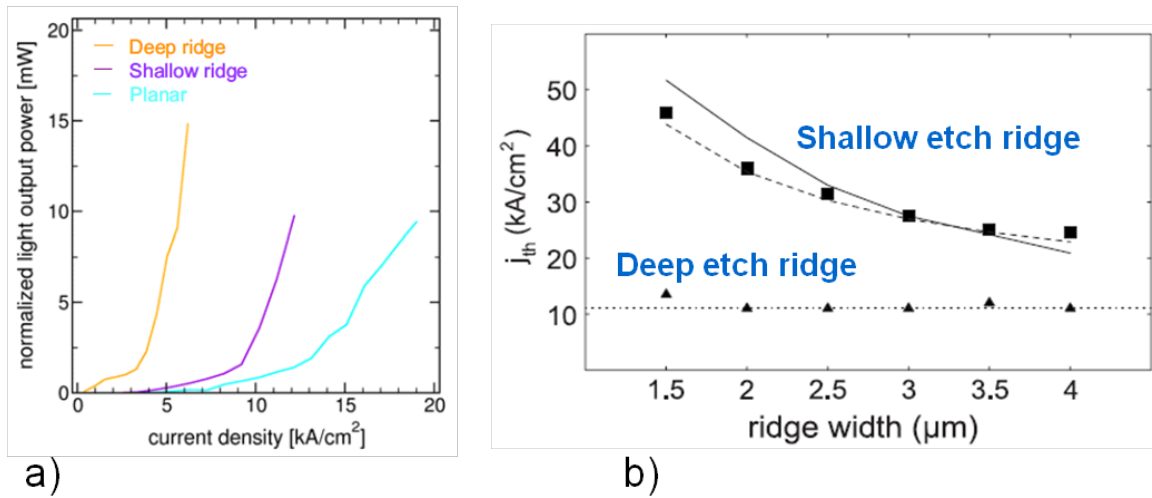 normalized light output power [mW]
20
15
10
5
0
Deep ridge
Shallow ridge
Planar
0
5
10
15
20
current density [kA/cm²]
a)
j_th (kA/cm²)
50
40
30
20
10
Shallow etch ridge
Deep etch ridge
1.5
2
2.5
3
3.5
4
ridge width (μm)
b)